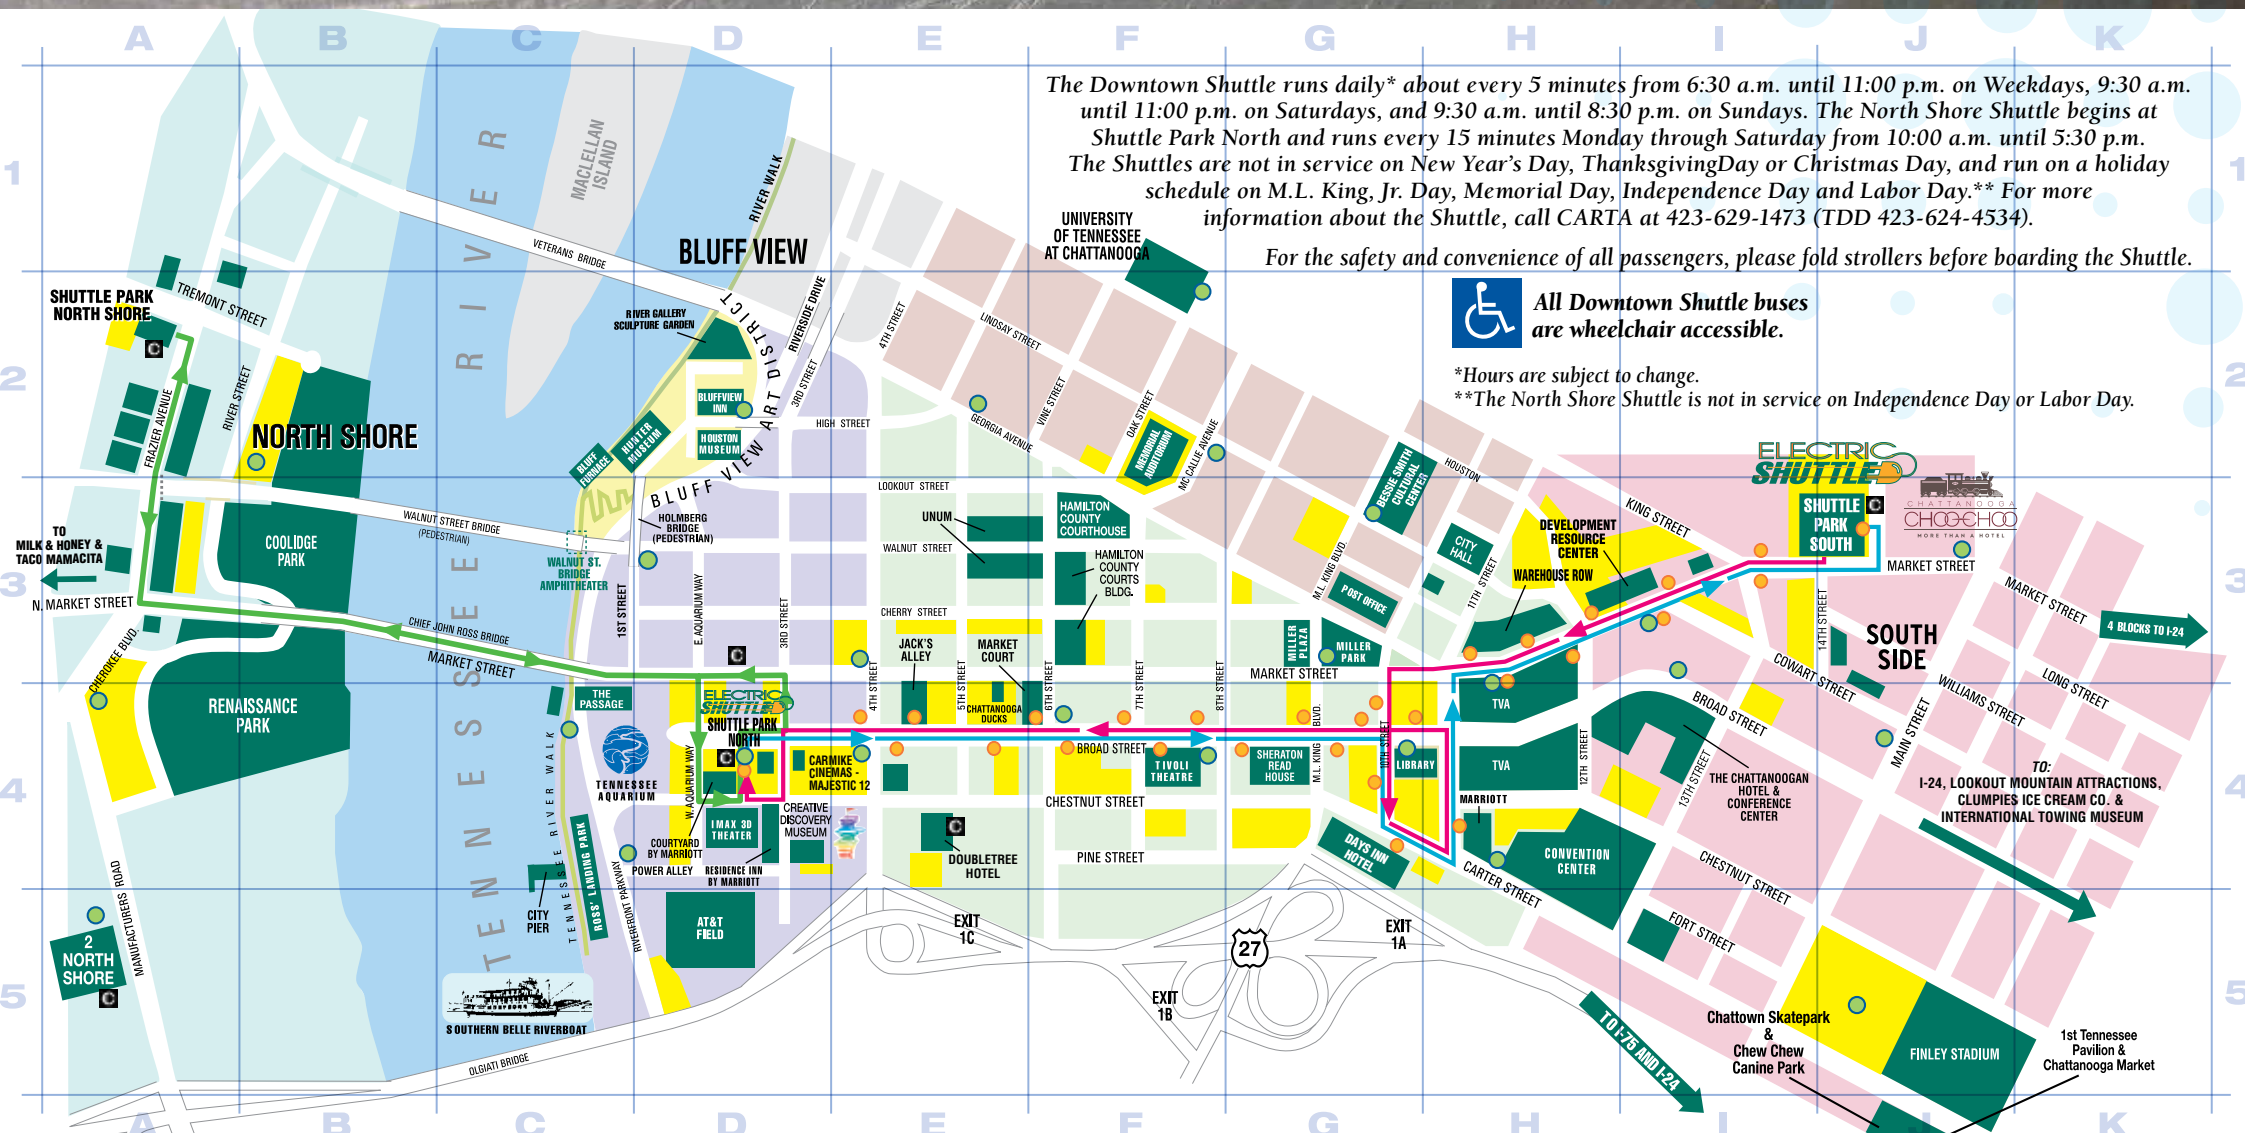 A B C D E F G H I J K
The Downtown Shuttle runs daily* about every 5 minutes from 6:30 a.m. until 11:00 p.m. on Weekdays, 9:30 a.m.
until 11:00 p.m. on Saturdays, and 9:30 a.m. until 8:30 p.m. on Sundays. The North Shore Shuttle begins at
Shuttle Park North and runs every 15 minutes Monday through Saturday from 10:00 a.m. until 5:30 p.m.
The Shuttles are not in service on New Year's Day, ThanksgivingDay or Christmas Day, and run on a holiday
schedule on M.L. King, Jr. Day, Memorial Day, Independence Day and Labor Day.** For more
information about the Shuttle, call CARTA at 423-629-1473 (TDD 423-624-4534).
For the safety and convenience of all passengers, please fold strollers before boarding the Shuttle.
All Downtown Shuttle buses
are wheelchair accessible.
*Hours are subject to change.
**The North Shore Shuttle is not in service on Independence Day or Labor Day.
1
1
2
2
3
3
4
4
5
5
MACLELLAN
ISLAND
TENNESSEE RIVER
VETERANS BRIDGE
RIVER WALK
BLUFF VIEW
UNIVERSITY
OF TENNESSEE
AT CHATTANOOGA
SHUTTLE PARK
NORTH SHORE
TREMONT STREET
FRAZIER AVENUE
RIVER STREET
NORTH SHORE
RIVER GALLERY
SCULPTURE GARDEN
BLUFF VIEW ART DISTRICT
RIVERSIDE DRIVE
3RD STREET
4TH STREET
LINDSAY STREET
VINE STREET
GEORGIA AVENUE
OAK STREET
MC CALLIE AVENUE
MEMORIAL
AUDITORIUM
BLUFFVIEW
INN
HOUSTON
MUSEUM
HUNTER
MUSEUM
BLUFF
FURNACE
HIGH STREET
BESSIE SMITH
CULTURAL
CENTER
HOUSTON
ELECTRIC
SHUTTLE
SHUTTLE
PARK
SOUTH
CHATTANOOGA
CHOO-CHOO
MORE THAN A HOTEL
LOOKOUT STREET
UNUM
WALNUT STREET
HAMILTON
COUNTY
COURTHOUSE
HAMILTON
COUNTY
COURTS
BLDG.
CHERRY STREET
HOLMBERG
BRIDGE
(PEDESTRIAN)
WALNUT STREET BRIDGE
(PEDESTRIAN)
WALNUT ST.
BRIDGE
AMPHITHEATER
COOLIDGE
PARK
TO
MILK & HONEY &
TACO MAMACITA
N. MARKET STREET
CHEROKEE BLVD.
CHIEF JOHN ROSS BRIDGE
MARKET STREET
RENAISSANCE
PARK
1ST STREET
E. AQUARIUM WAY
3RD STREET
M.L. KING BLVD.
POST OFFICE
CITY
HALL
11TH STREET
WAREHOUSE ROW
DEVELOPMENT
RESOURCE
CENTER
KING STREET
MARKET STREET
MARKET STREET
4 BLOCKS TO I-24
14TH STREET
SOUTH
SIDE
COWART STREET
BROAD STREET
WILLIAMS STREET
LONG STREET
MAIN STREET
JACK'S
ALLEY
MARKET
COURT
MILLER
PLAZA
MILLER
PARK
MARKET STREET
4TH STREET
5TH STREET
6TH STREET
7TH STREET
8TH STREET
CHATTANOOGA
DUCKS
THE
PASSAGE
ELECTRIC
SHUTTLE
SHUTTLE PARK
NORTH
TENNESSEE
AQUARIUM
W. AQUARIUM WAY
CARMIKE
CINEMAS -
MAJESTIC 12
BROAD STREET
TIVOLI
THEATRE
SHERATON
READ
HOUSE
M.L. KING
BLVD.
10TH STREET
LIBRARY
TVA
TVA
12TH STREET
13TH STREET
THE CHATTANOOGAN
HOTEL &
CONFERENCE
CENTER
TO:
I-24, LOOKOUT MOUNTAIN ATTRACTIONS,
CLUMPIES ICE CREAM CO. &
INTERNATIONAL TOWING MUSEUM
CHESTNUT STREET
CREATIVE
DISCOVERY
MUSEUM
IMAX 3D
THEATER
COURTYARD
BY MARRIOTT
POWER ALLEY
RESIDENCE INN
BY MARRIOTT
DOUBLETREE
HOTEL
PINE STREET
DAYS INN
HOTEL
MARRIOTT
CONVENTION
CENTER
CARTER STREET
CHESTNUT STREET
FORT STREET
TENNESSEE RIVER WALK
ROSS' LANDING PARK
RIVERFRONT PARKWAY
CITY
PIER
AT&T
FIELD
MANUFACTURERS ROAD
2
NORTH
SHORE
SOUTHERN BELLE RIVERBOAT
OLGIATI BRIDGE
EXIT
1C
EXIT
1B
27
EXIT
1A
TO I-75 AND I-24
Chattown Skatepark
&
Chew Chew
Canine Park
FINLEY STADIUM
1st Tennessee
Pavilion &
Chattanooga Market
A B C D E F G H I J K